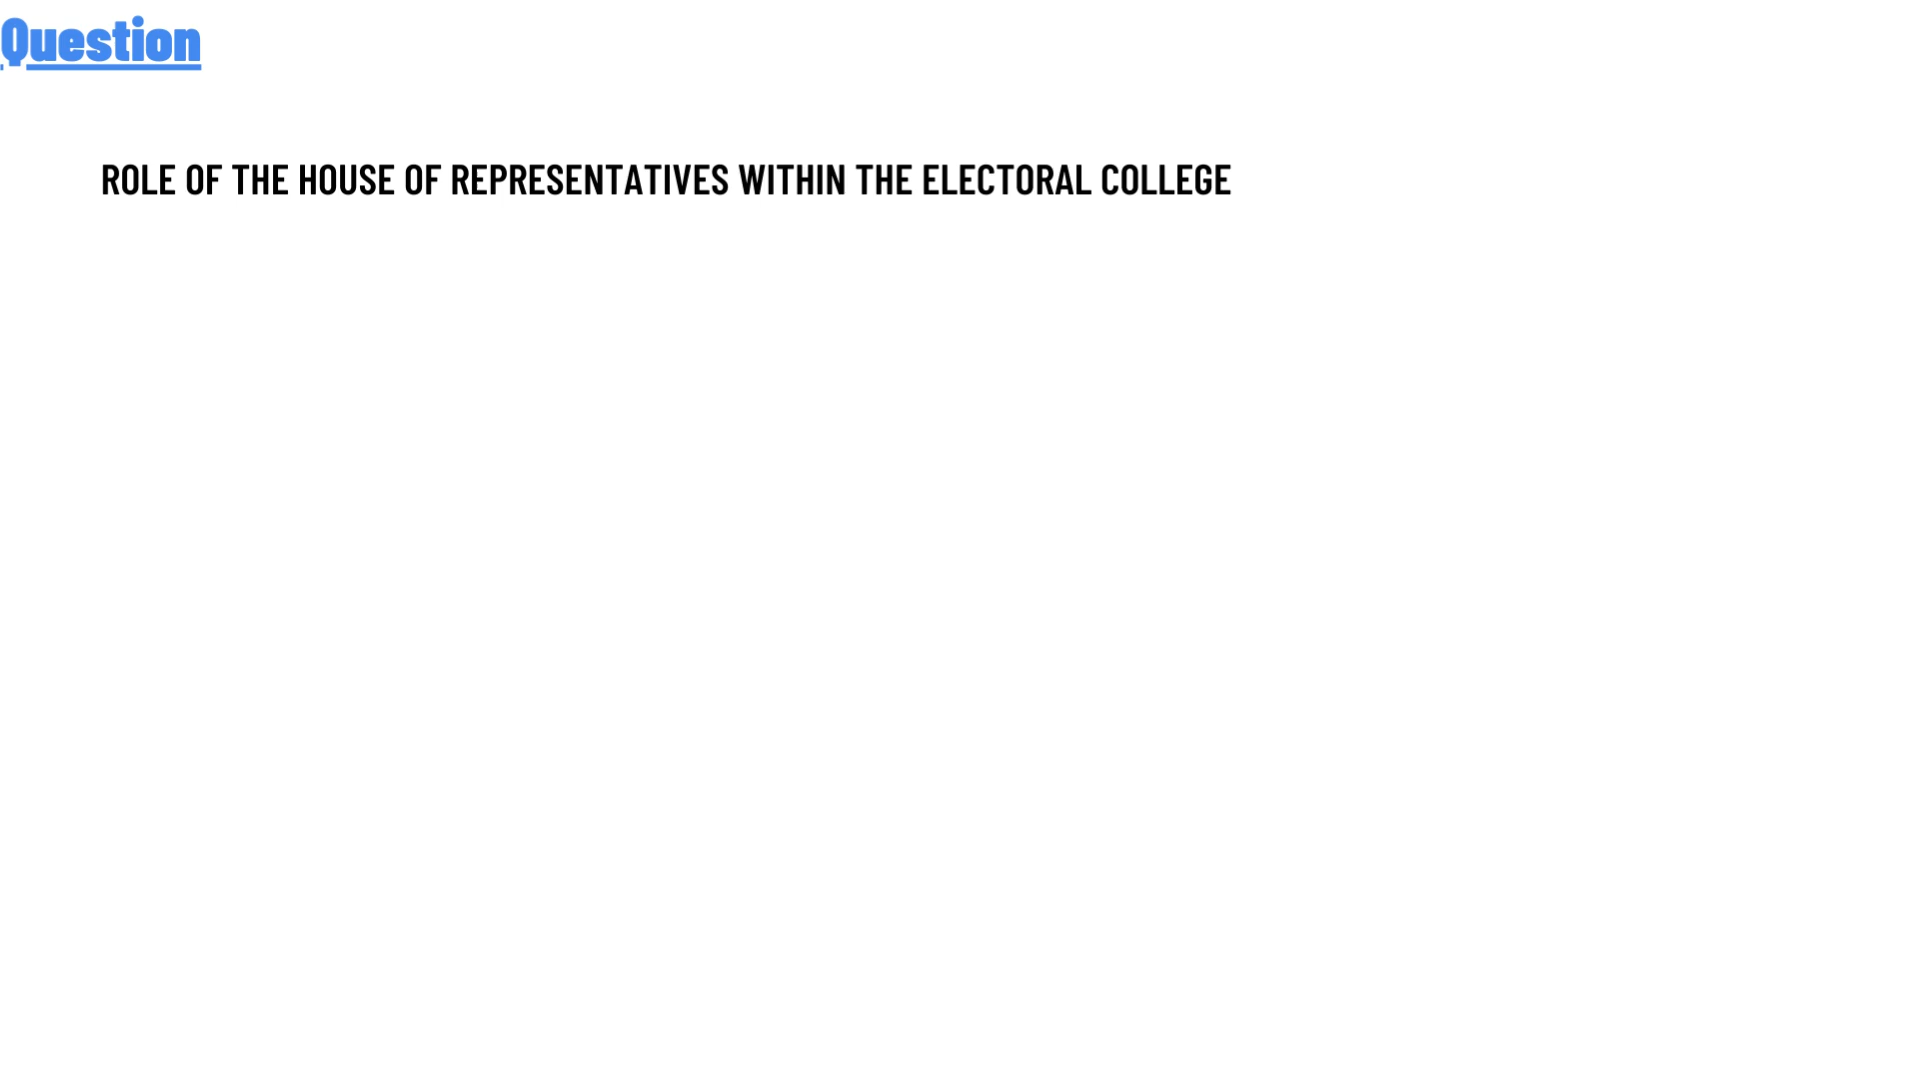 Question
ROLE OF THE HOUSE OF REPRESENTATIVES WITHIN THE ELECTORAL COLLEGE